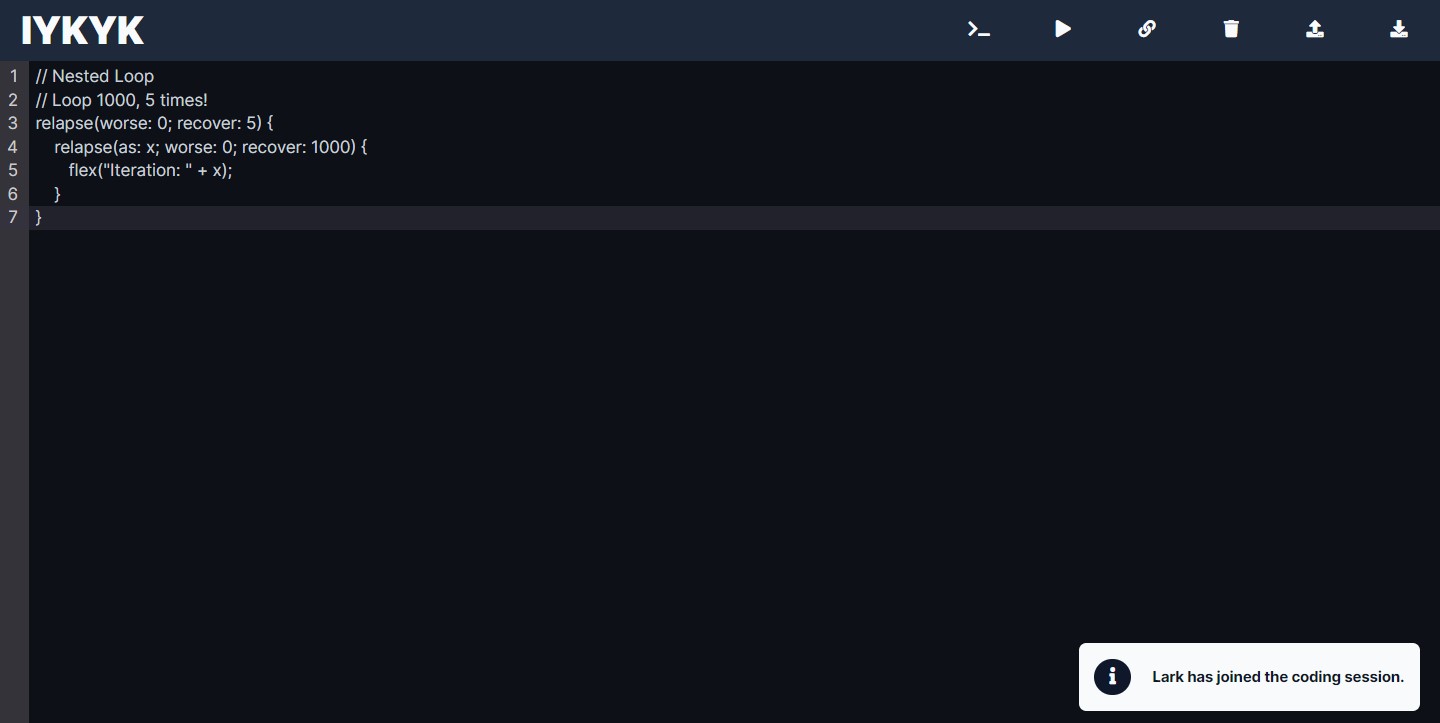 IYKYK
1 // Nested Loop
2 // Loop 1000, 5 times!
3 relapse(worse: 0; recover: 5) {
4 relapse(as: x; worse: 0; recover: 1000) {
5 flex("Iteration: " + x);
6 }
7 }
Lark has joined the coding session.